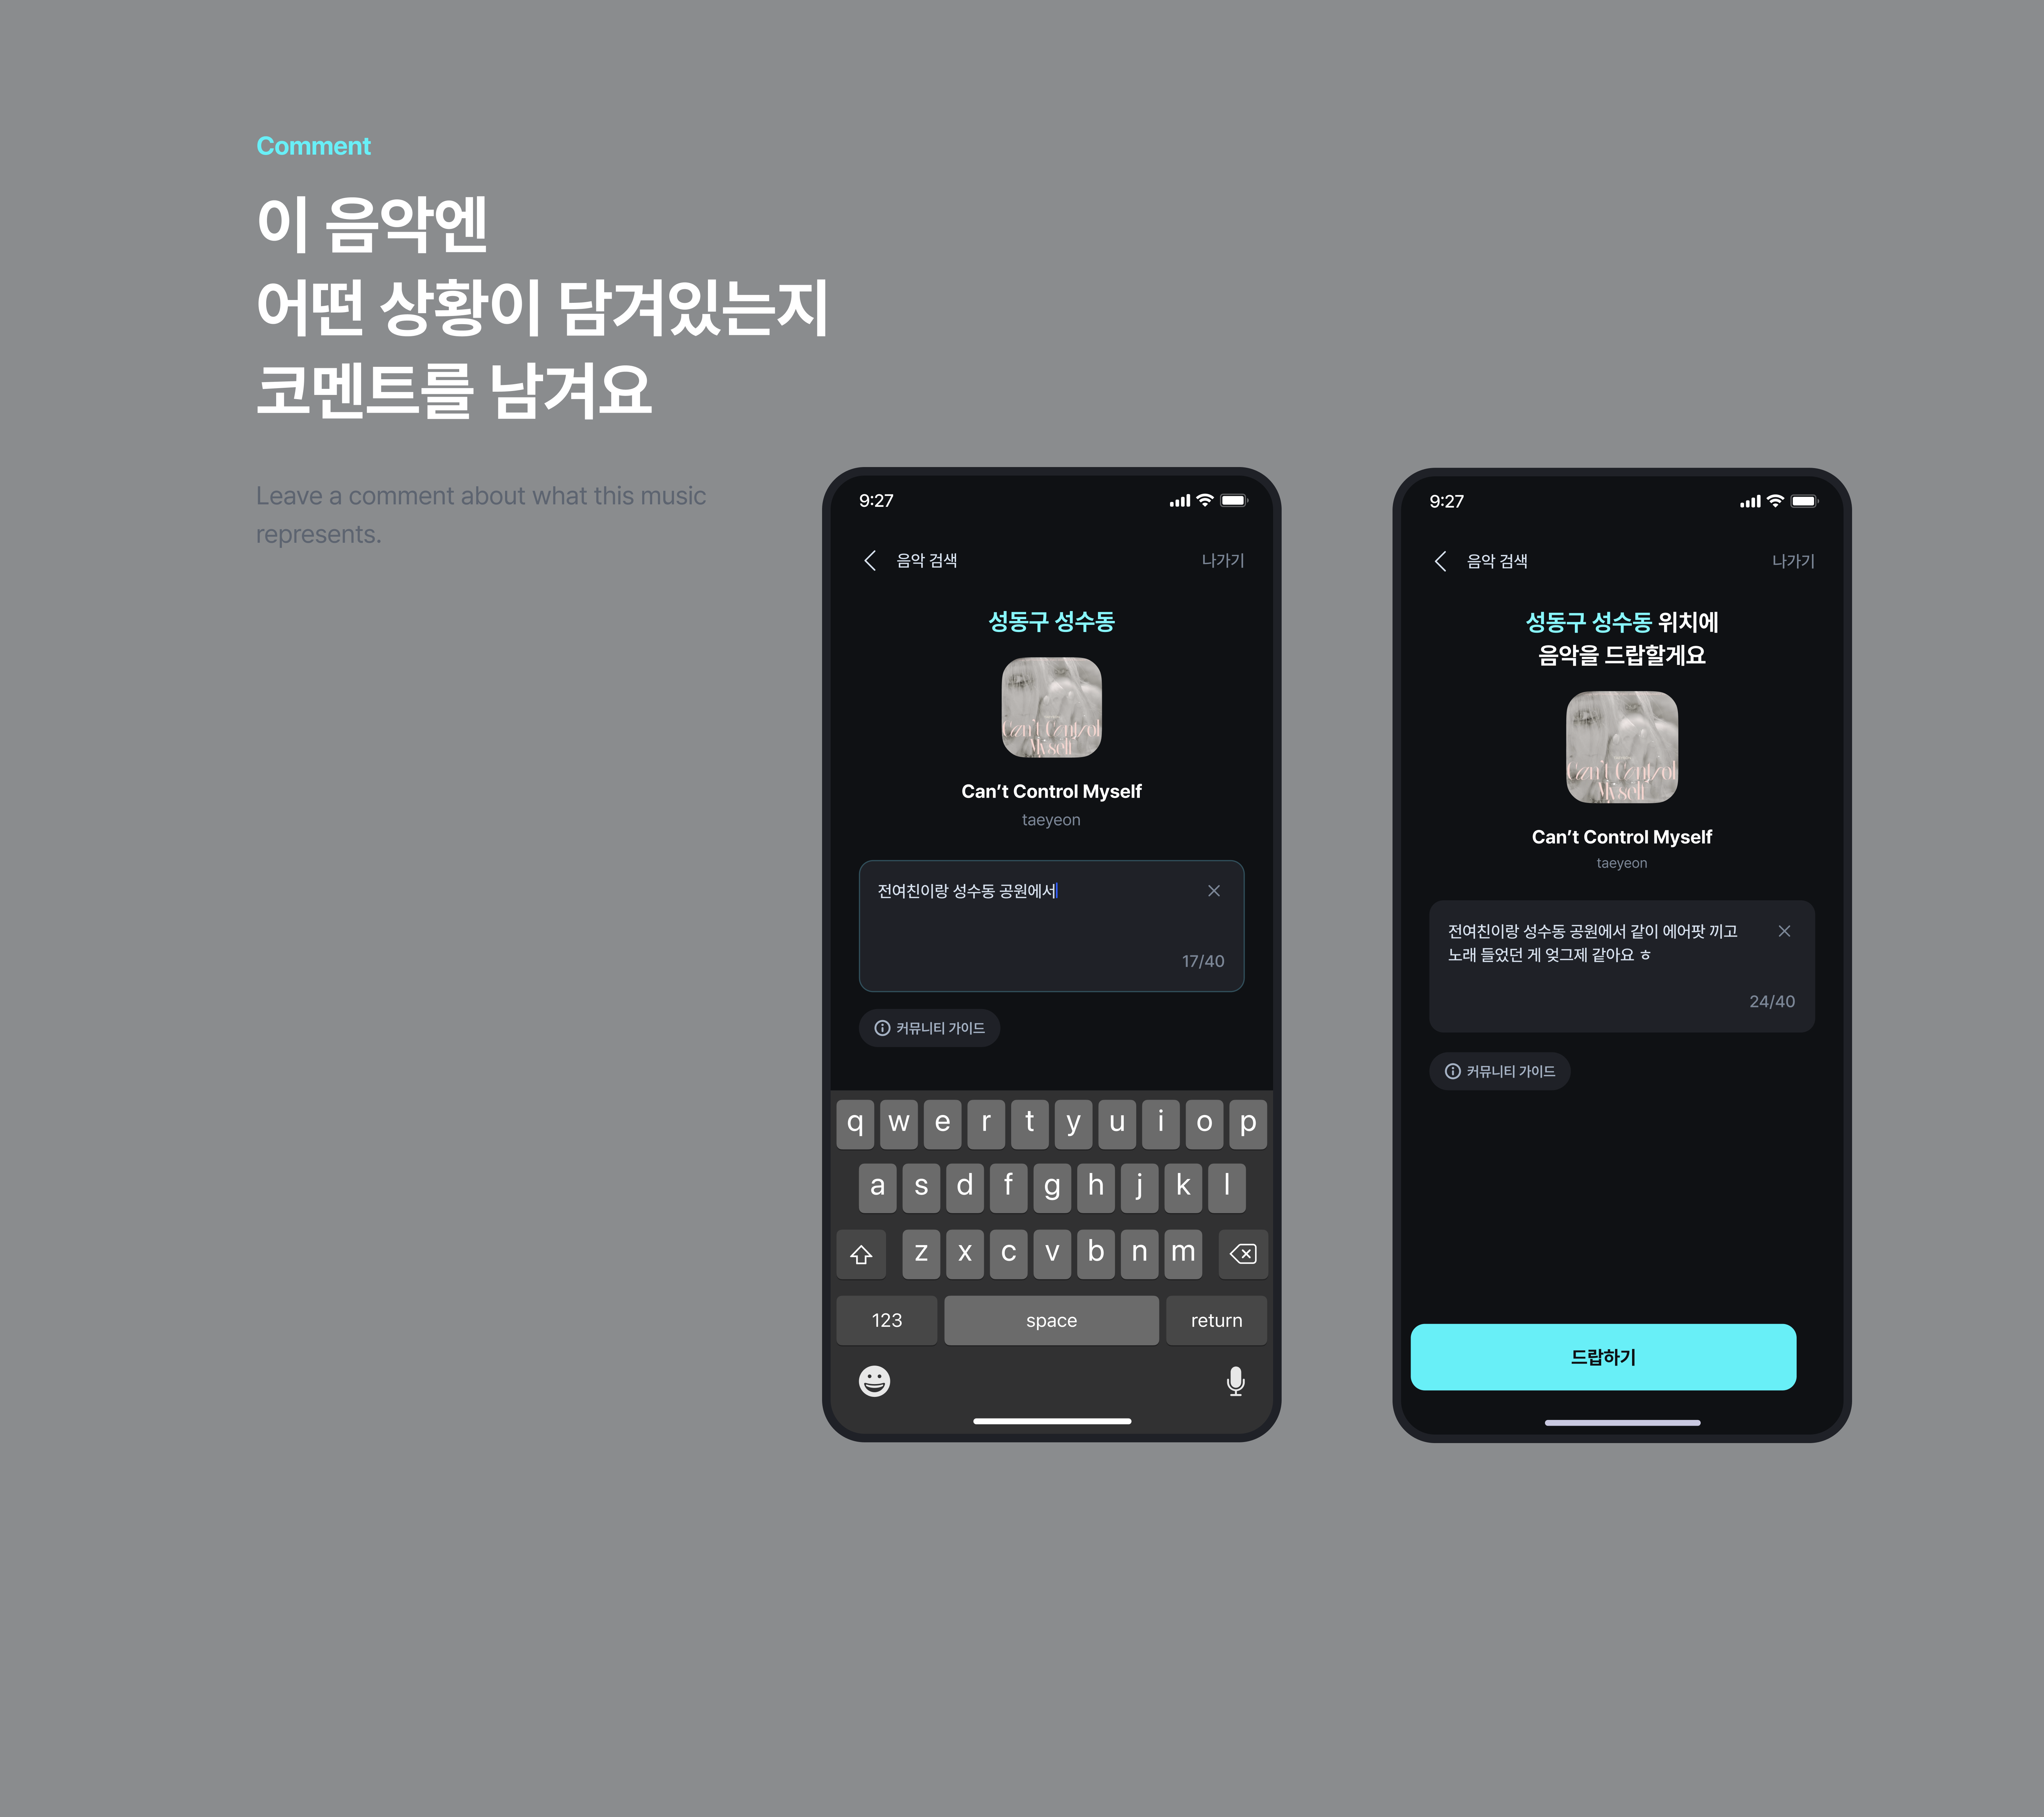 Comment
이 음악엔
어떤 상황이 담겨있는지
코멘트를 남겨요
Leave a comment about what this music
represents.
9:27
음악 검색
나가기
성동구 성수동
Can't Control
Myself
Can’t Control Myself
taeyeon
전여친이랑 성수동 공원에서
17/40
커뮤니티 가이드
q w e r t y u i o p
a s d f g h j k l
z x c v b n m
123 space return
9:27
음악 검색
나가기
성동구 성수동 위치에
음악을 드랍할게요
Can't Control
Myself
Can’t Control Myself
taeyeon
전여친이랑 성수동 공원에서 같이 에어팟 끼고
노래 들었던 게 엊그제 같아요 ㅎ
24/40
커뮤니티 가이드
드랍하기